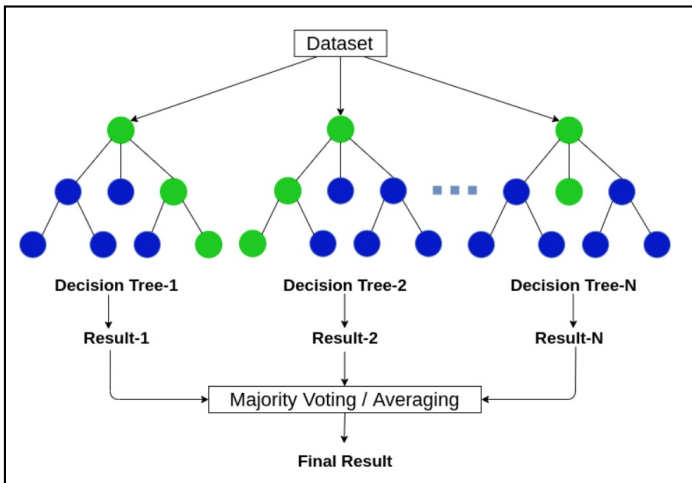 Dataset
Decision Tree-1 Decision Tree-2 Decision Tree-N
Result-1 Result-2 Result-N
Majority Voting / Averaging
Final Result